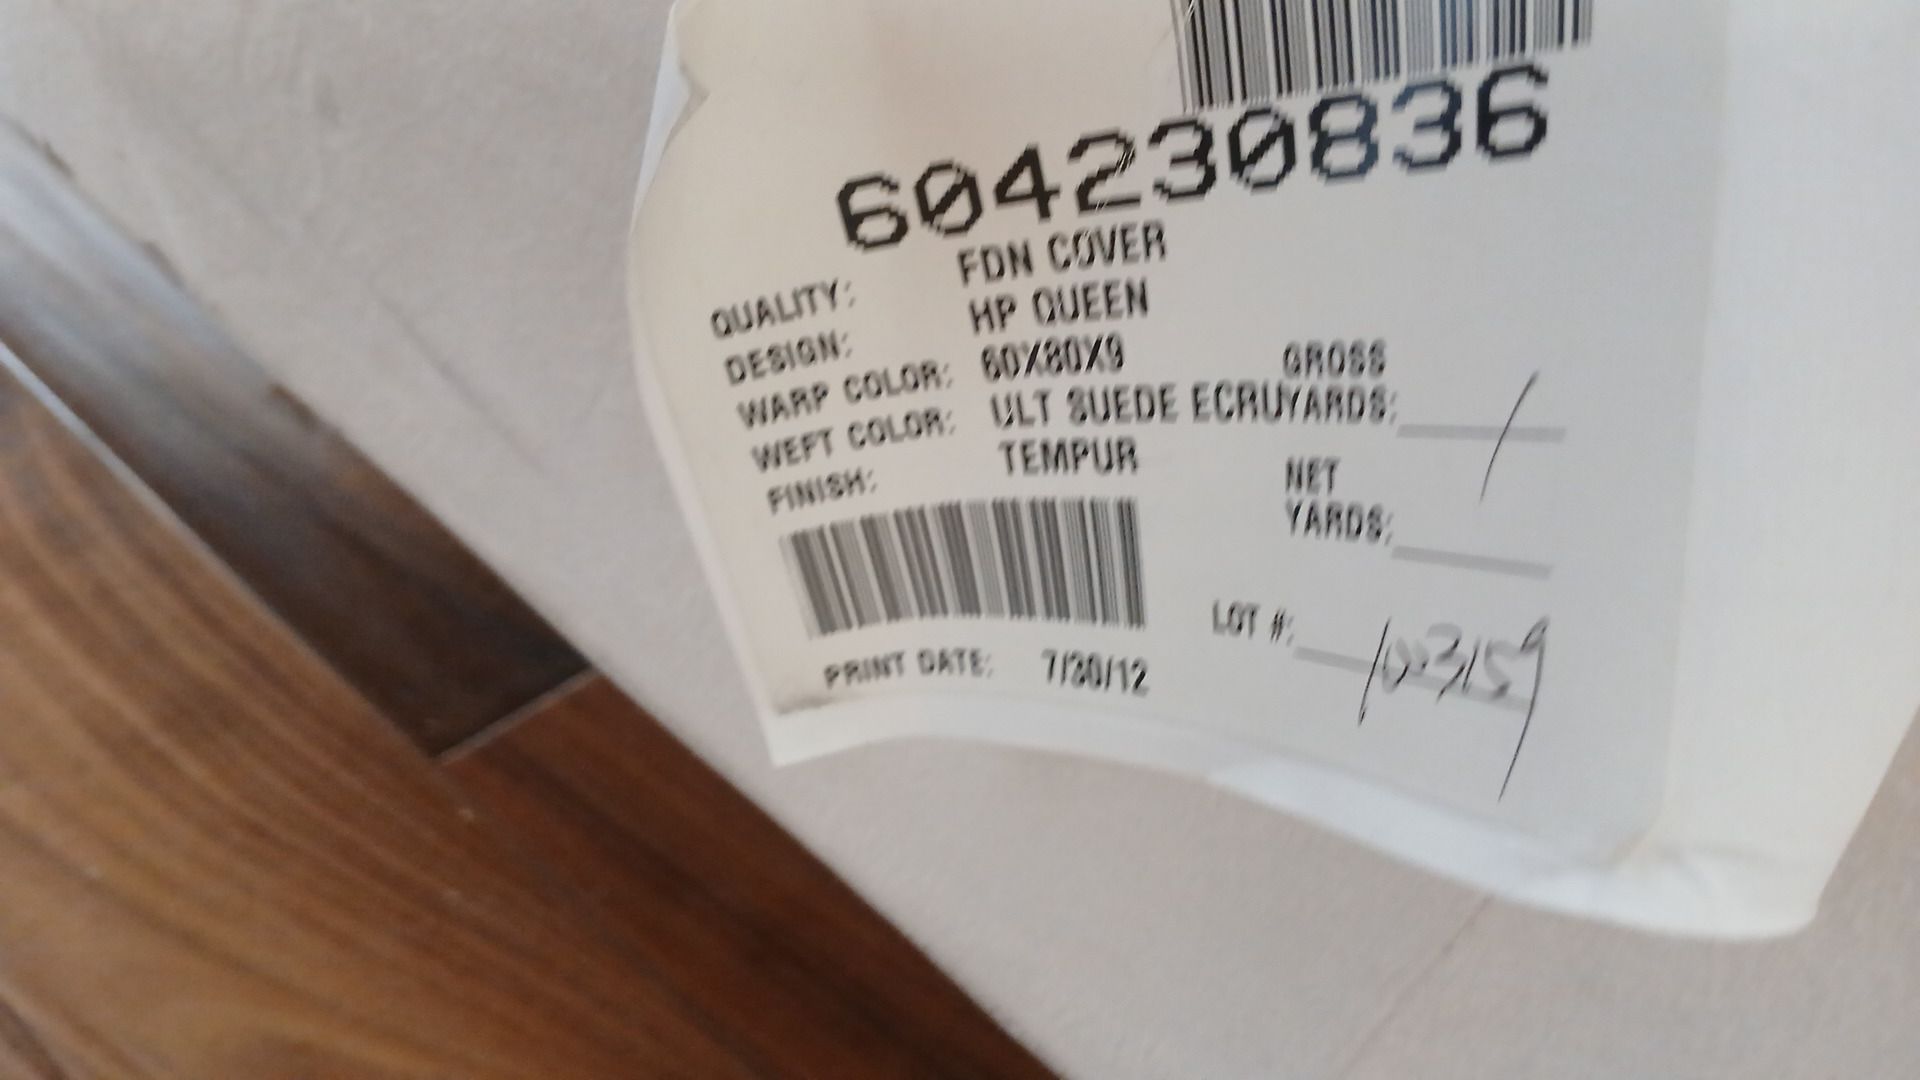 604230836
QUALITY: FDN COVER
DESIGN: HP QUEEN
WARP COLOR: 60X80X9 GROSS
WEFT COLOR: ULT SUEDE ECRUYARDS: /
FINISH: TEMPUR NET
YARDS:
LOT #: 1003159
PRINT DATE: 7/30/12